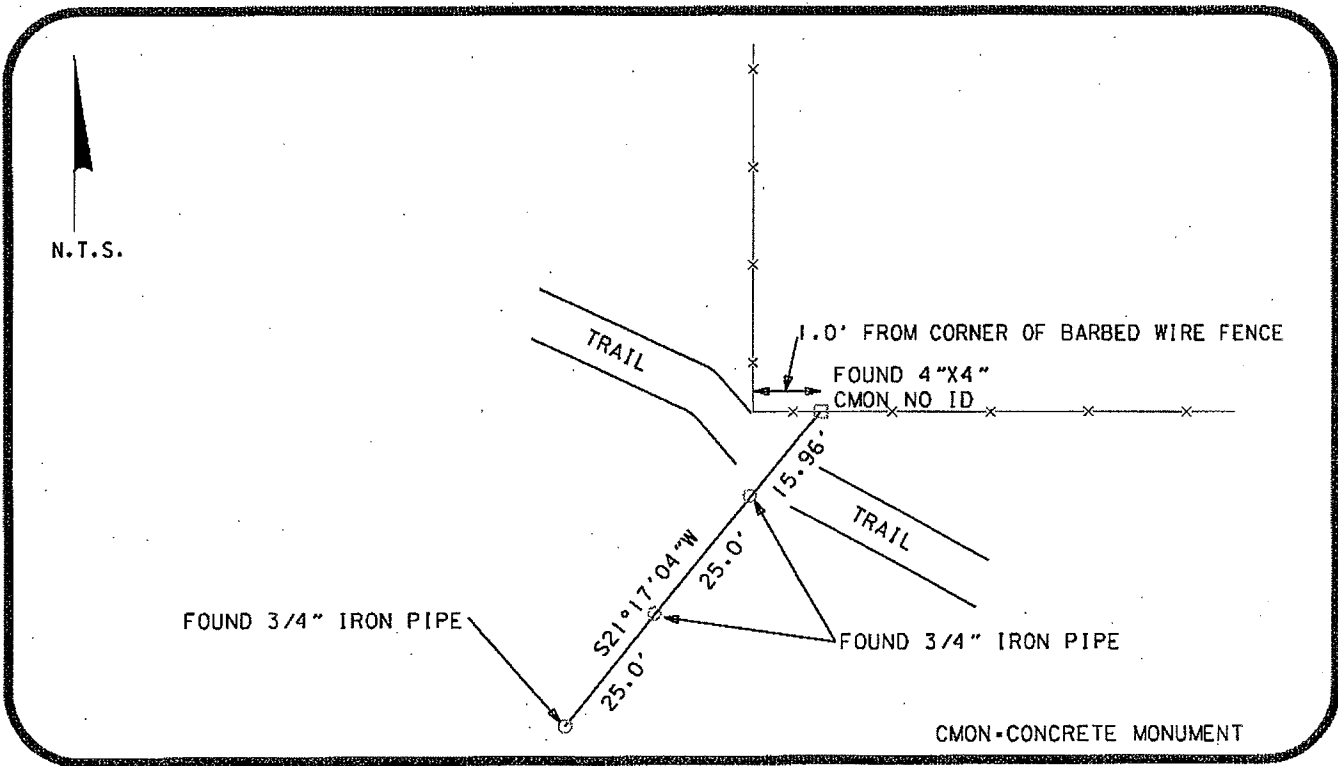 N.T.S.
TRAIL
1.0' FROM CORNER OF BARBED WIRE FENCE
FOUND 4"X4"
CMON NO ID
15.96'
TRAIL
S21°17'04"W
25.0'
25.0'
FOUND 3/4" IRON PIPE
FOUND 3/4" IRON PIPE
CMON=CONCRETE MONUMENT